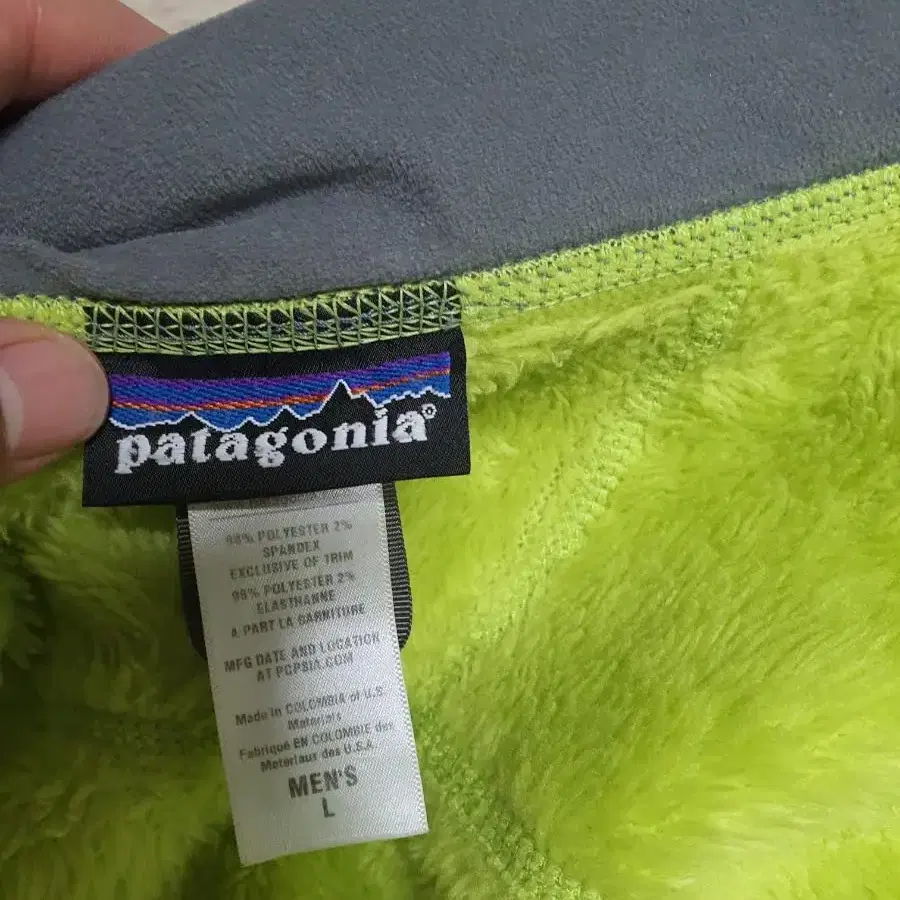 patagonia®
98% POLYESTER 2%
SPANDEX
EXCLUSIVE OF TRIM
98% POLYESTER 2%
ELASTHANNE
A PART LA GARNITURE
MFG DATE AND LOCATION
AT PCPSIA.COM
Made in COLOMBIA of U.S.
Materials
Fabriqué EN COLOMBIE des
Materiaux des U.S.A.
MEN'S
L